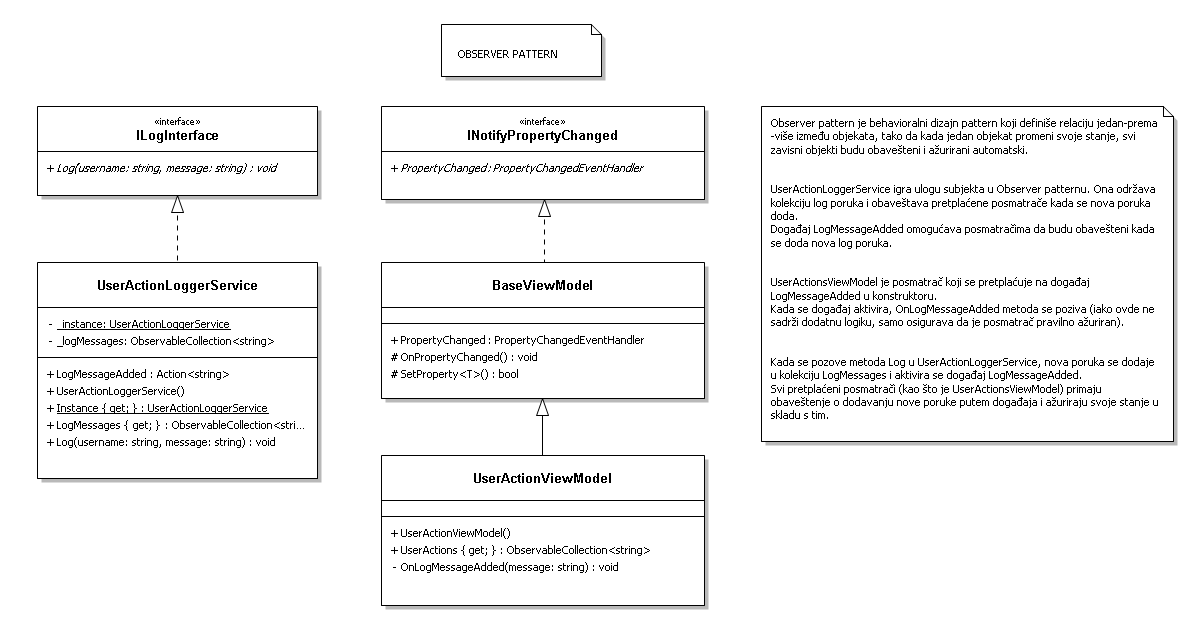 OBSERVER PATTERN
«interface»
ILogInterface
+ Log(username: string, message: string) : void
UserActionLoggerService
- _instance: UserActionLoggerService
- _logMessages: ObservableCollection<string>
+ LogMessageAdded : Action<string>
+ UserActionLoggerService()
+ Instance { get; } : UserActionLoggerService
+ LogMessages { get; } : ObservableCollection<stri...
+ Log(username: string, message: string) : void
«interface»
INotifyPropertyChanged
+ PropertyChanged: PropertyChangedEventHandler
BaseViewModel
+ PropertyChanged : PropertyChangedEventHandler
# OnPropertyChanged() : void
# SetProperty<T>() : bool
UserActionViewModel
+ UserActionViewModel()
+ UserActions { get; } : ObservableCollection<string>
- OnLogMessageAdded(message: string) : void
Observer pattern je behavioralni dizajn pattern koji definiše relaciju jedan-prema
-više između objekata, tako da kada jedan objekat promeni svoje stanje, svi
zavisni objekti budu obavešteni i ažurirani automatski.
UserActionLoggerService igra ulogu subjekta u Observer patternu. Ona održava
kolekciju log poruka i obaveštava pretplaćene posmatrače kada se nova poruka
doda.
Događaj LogMessageAdded omogućava posmatračima da budu obavešteni kada
se doda nova log poruka.
UserActionsViewModel je posmatrač koji se pretplaćuje na događaj
LogMessageAdded u konstruktoru.
Kada se događaj aktivira, OnLogMessageAdded metoda se poziva (iako ovde ne
sadrži dodatnu logiku, samo osigurava da je posmatrač pravilno ažuriran).
Kada se pozove metoda Log u UserActionLoggerService, nova poruka se dodaje
u kolekciju LogMessages i aktivira se događaj LogMessageAdded.
Svi pretplaćeni posmatrači (kao što je UserActionsViewModel) primaju
obaveštenje o dodavanju nove poruke putem događaja i ažuriraju svoje stanje u
skladu s tim.